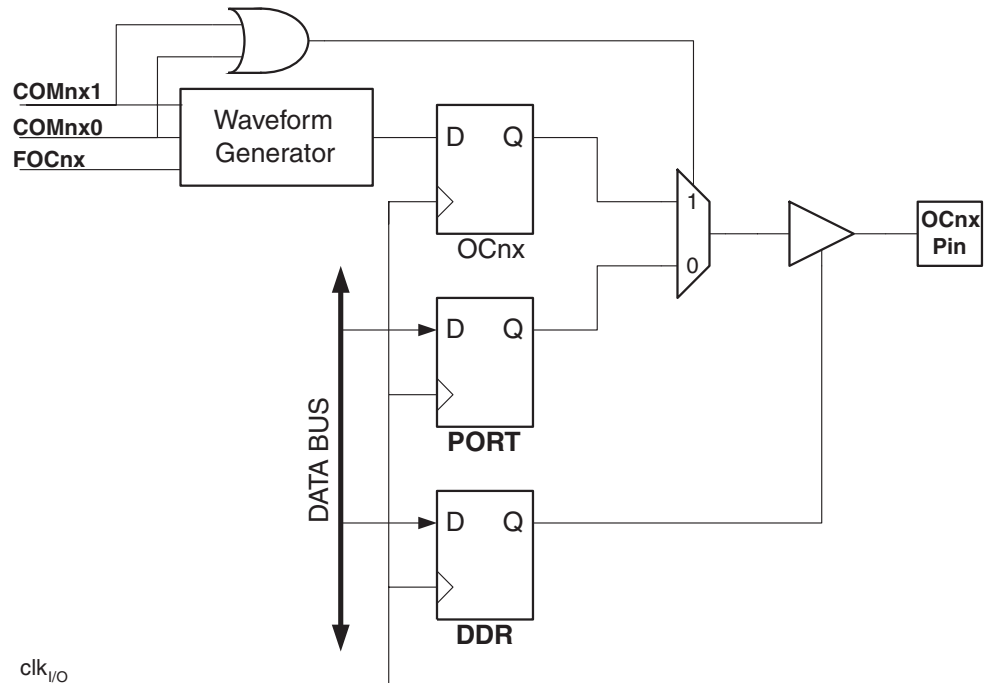 COMnx1
COMnx0
FOCnx
Waveform
Generator
D Q
OCnx
1
0
OCnx
Pin
D Q
PORT
DATA BUS
D Q
DDR
clkI/O